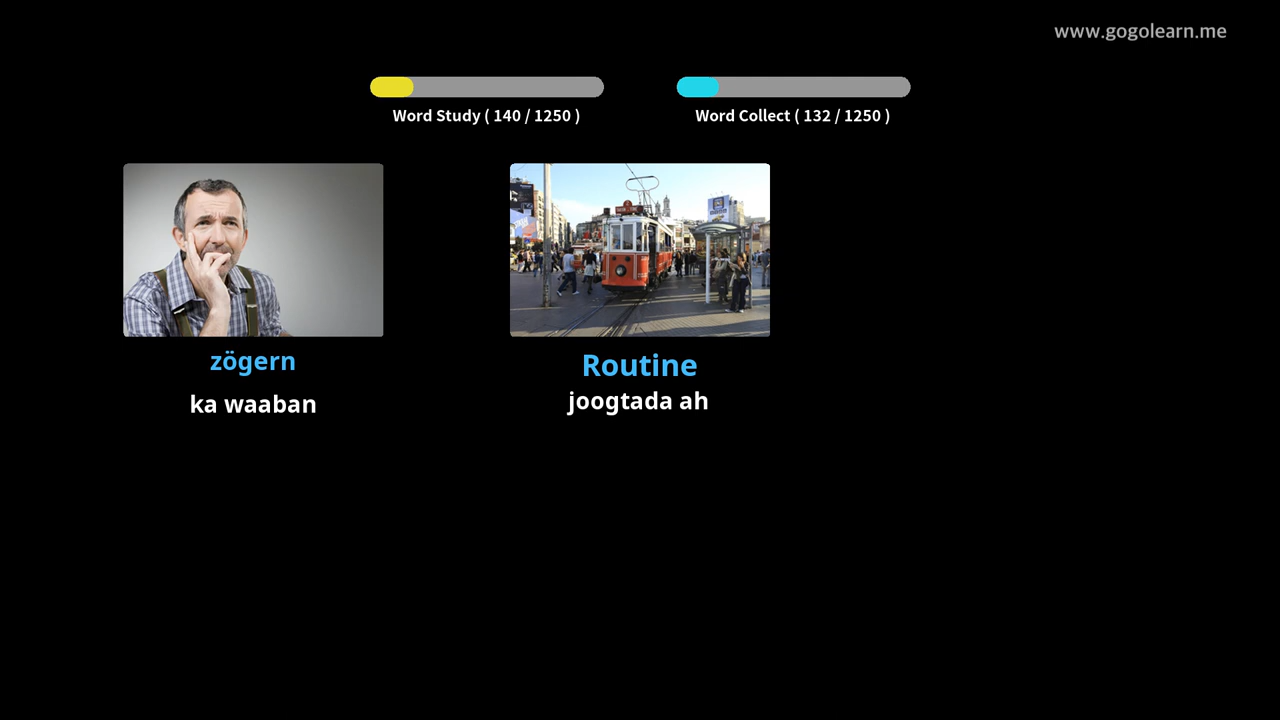 www.gogolearn.me
Word Study ( 140 / 1250 )
Word Collect ( 132 / 1250 )
zögern
ka waaban
Routine
joogtada ah